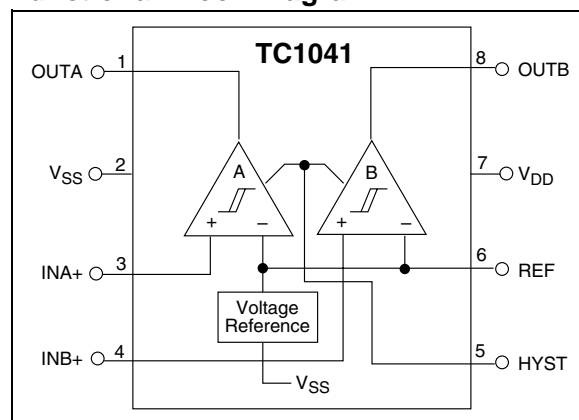 TC1041
OUTA 1
8 OUTB
A
B
VSS 2
7 VDD
+ −
+ −
INA+ 3
6 REF
Voltage
Reference
INB+ 4
5 HYST
VSS